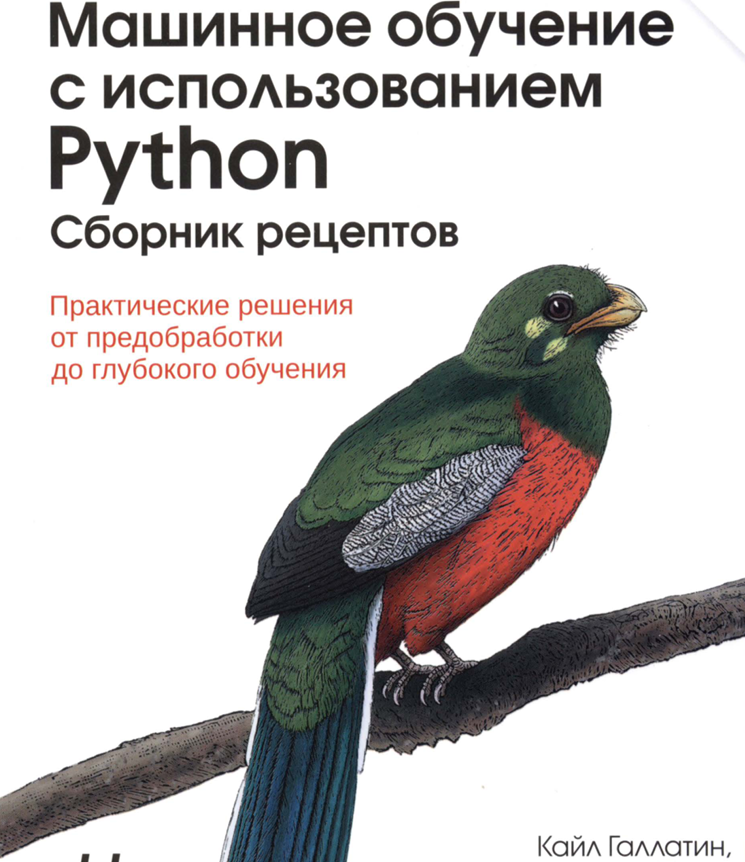 Машинное обучение
с использованием
Python
Сборник рецептов
Практические решения
от предобработки
до глубокого обучения
Кайл Галлатин,